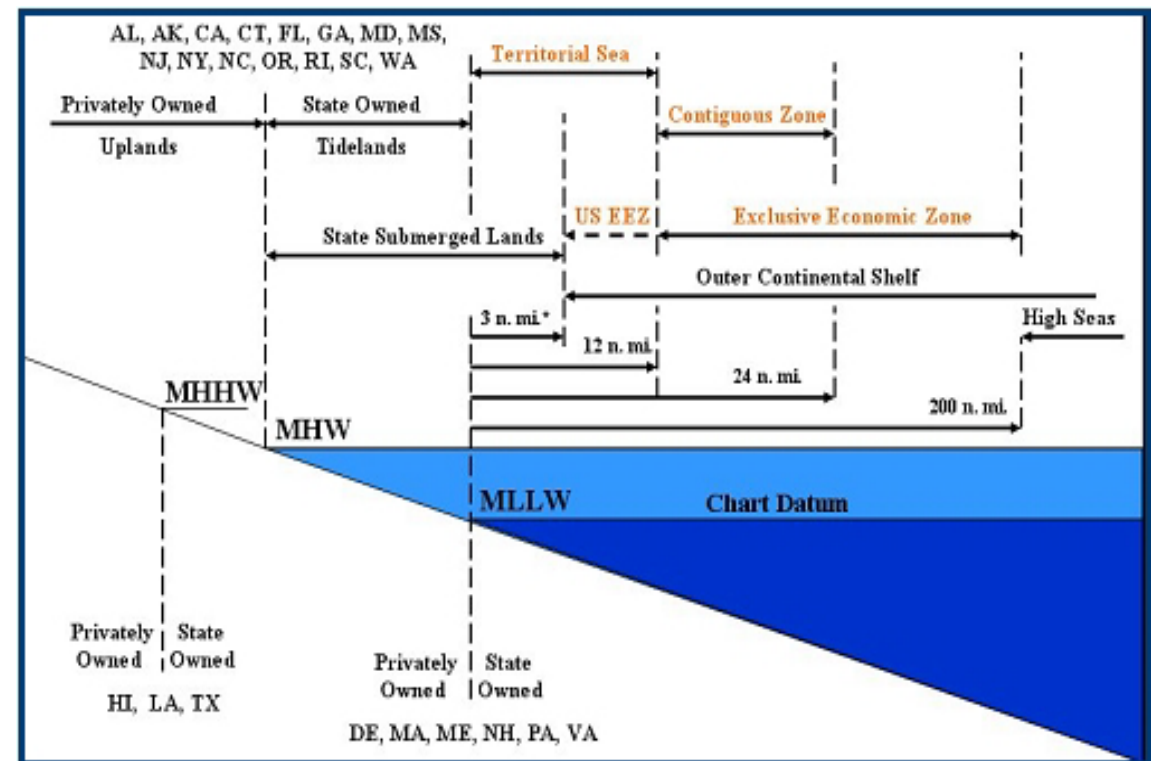 AL, AK, CA, CT, FL, GA, MD, MS,
NJ, NY, NC, OR, RI, SC, WA
Territorial Sea
Privately Owned
State Owned
Contiguous Zone
Uplands
Tidelands
US EEZ
Exclusive Economic Zone
State Submerged Lands
Outer Continental Shelf
3 n. mi.*
High Seas
12 n. mi.
24 n. mi.
200 n. mi.
MHHW
MHW
MLLW
Chart Datum
Privately
Owned
State
Owned
HI, LA, TX
Privately
Owned
State
Owned
DE, MA, ME, NH, PA, VA